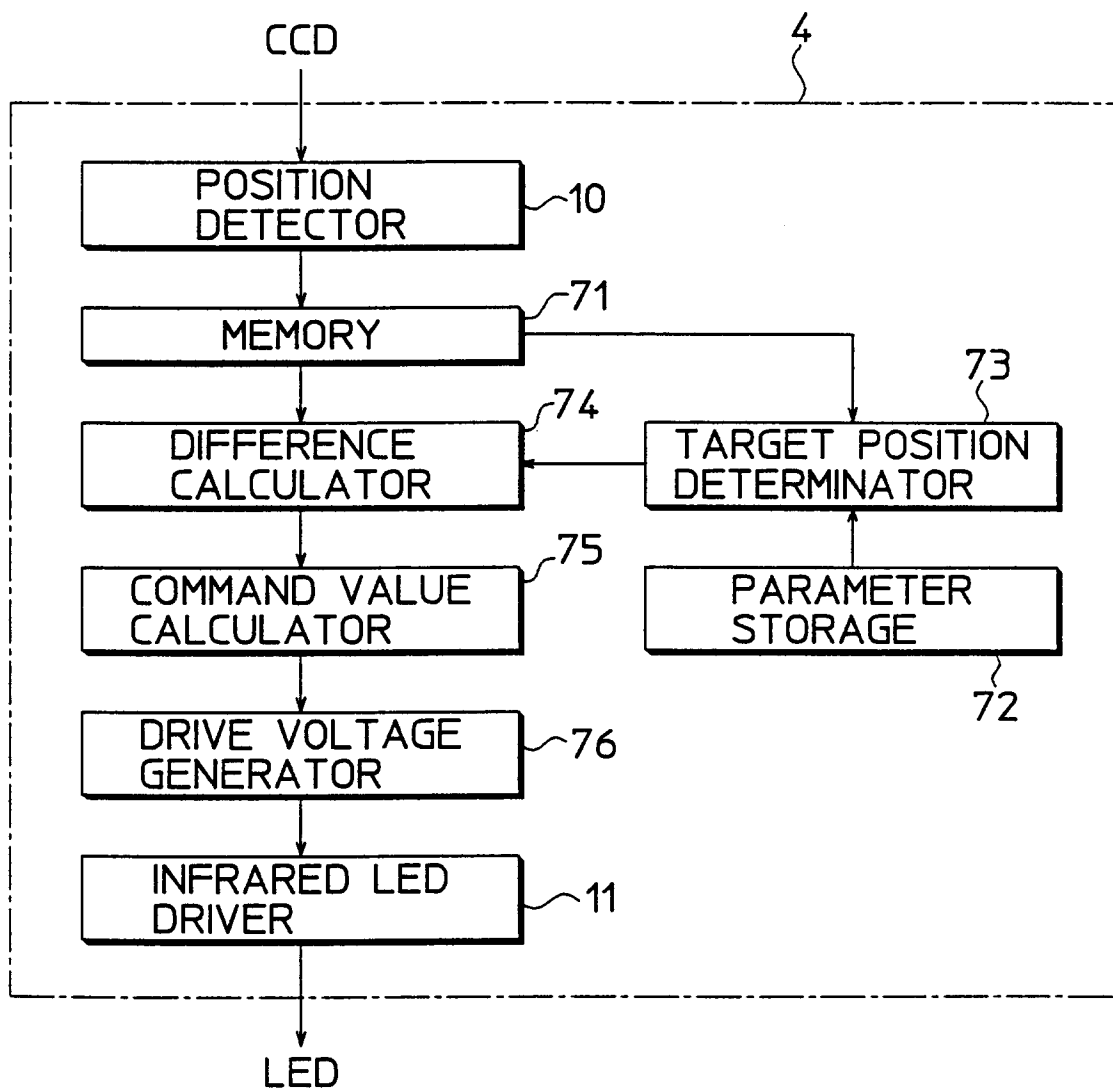 CCD
4
POSITION
DETECTOR
10
MEMORY
71
DIFFERENCE
CALCULATOR
74
TARGET POSITION
DETERMINATOR
73
COMMAND VALUE
CALCULATOR
75
PARAMETER
STORAGE
72
DRIVE VOLTAGE
GENERATOR
76
INFRARED LED
DRIVER
11
LED